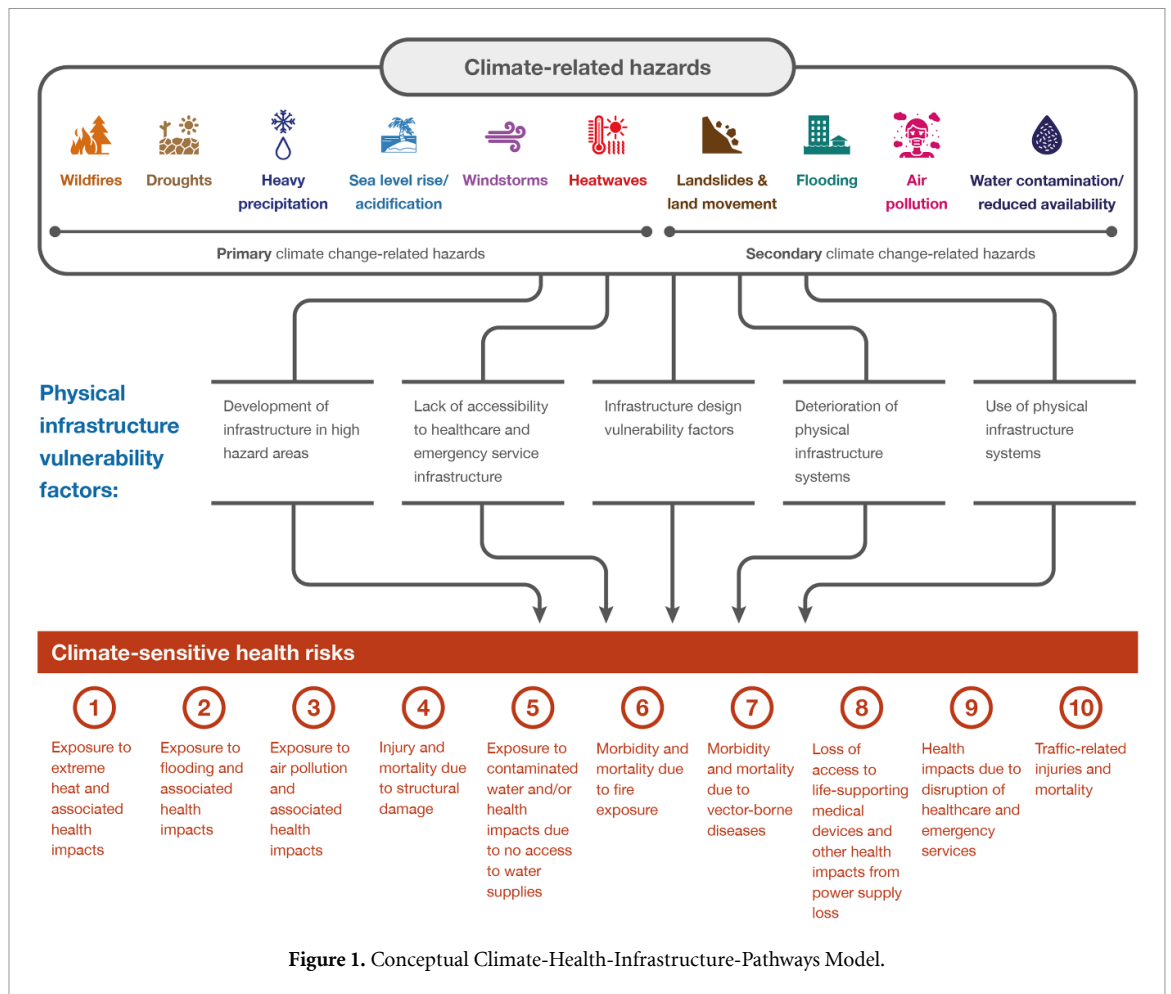 Climate-related hazards
Wildfires
Droughts
Heavy
precipitation
Sea level rise/
acidification
Windstorms
Heatwaves
Landslides &
land movement
Flooding
Air
pollution
Water contamination/
reduced availability
Primary climate change-related hazards
Secondary climate change-related hazards
Physical
infrastructure
vulnerability
factors:
Development of
infrastructure in high
hazard areas
Lack of accessibility
to healthcare and
emergency service
infrastructure
Infrastructure design
vulnerability factors
Deterioration of
physical
infrastructure
systems
Use of physical
infrastructure
systems
Climate-sensitive health risks
1
Exposure to
extreme
heat and
associated
health
impacts
2
Exposure to
flooding and
associated
health
impacts
3
Exposure to
air pollution
and
associated
health
impacts
4
Injury and
mortality due
to structural
damage
5
Exposure to
contaminated
water and/or
health
impacts due
to no access
to water
supplies
6
Morbidity and
mortality due
to fire
exposure
7
Morbidity
and mortality
due to
vector-borne
diseases
8
Loss of
access to
life-supporting
medical
devices and
other health
impacts from
power supply
loss
9
Health
impacts due to
disruption of
healthcare and
emergency
services
10
Traffic-related
injuries and
mortality
Figure 1. Conceptual Climate-Health-Infrastructure-Pathways Model.